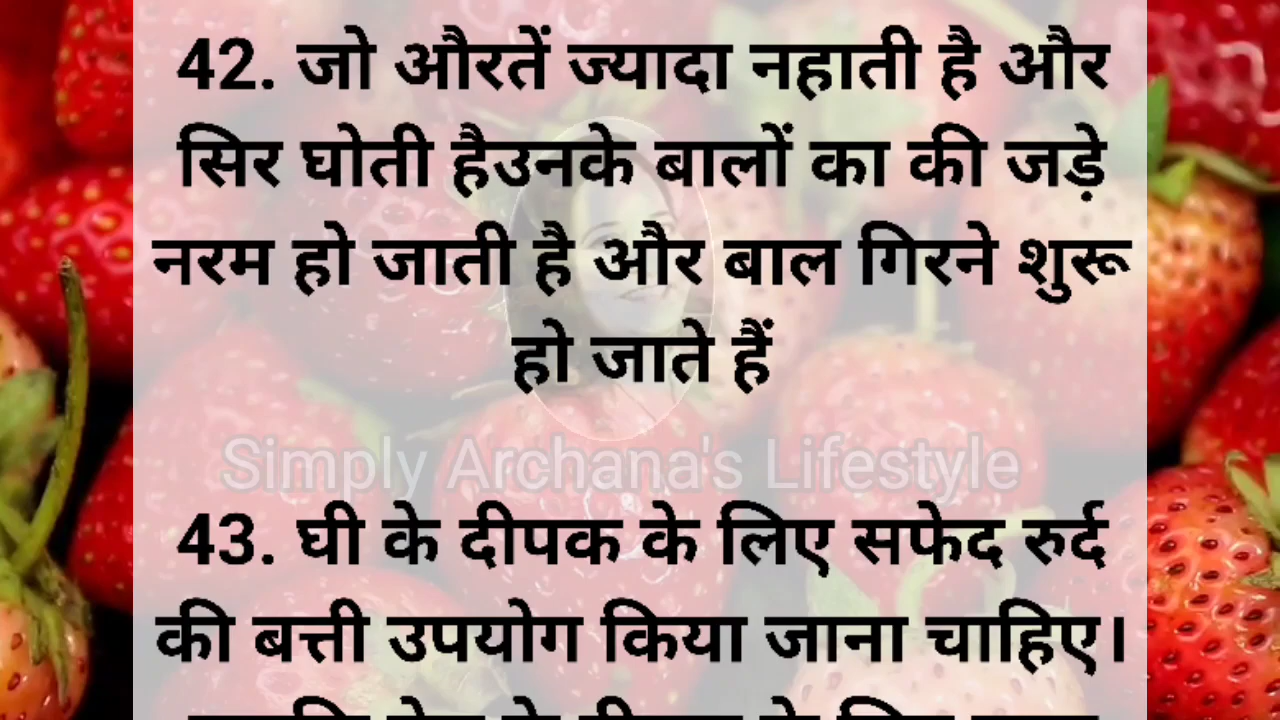 42. जो औरतें ज्यादा नहाती है और
सिर घोती हैउनके बालों का की जड़े
नरम हो जाती है और बाल गिरने शुरू
हो जाते हैं
Simply Archana's Lifestyle
43. घी के दीपक के लिए सफेद रुर्द
की बत्ती उपयोग किया जाना चाहिए।